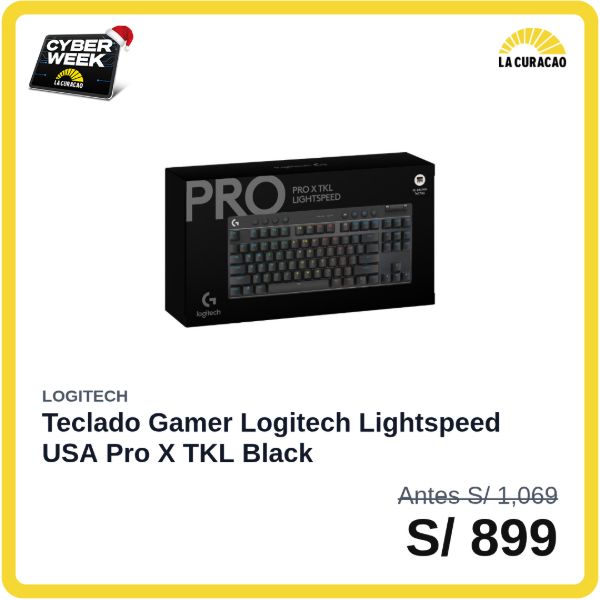 CYBER
WEEK
LA CURACAO
LA CURACAO
PRO
PRO X TKL
LIGHTSPEED
logitech
LOGITECH
Teclado Gamer Logitech Lightspeed
USA Pro X TKL Black
Antes S/ 1,069
S/ 899